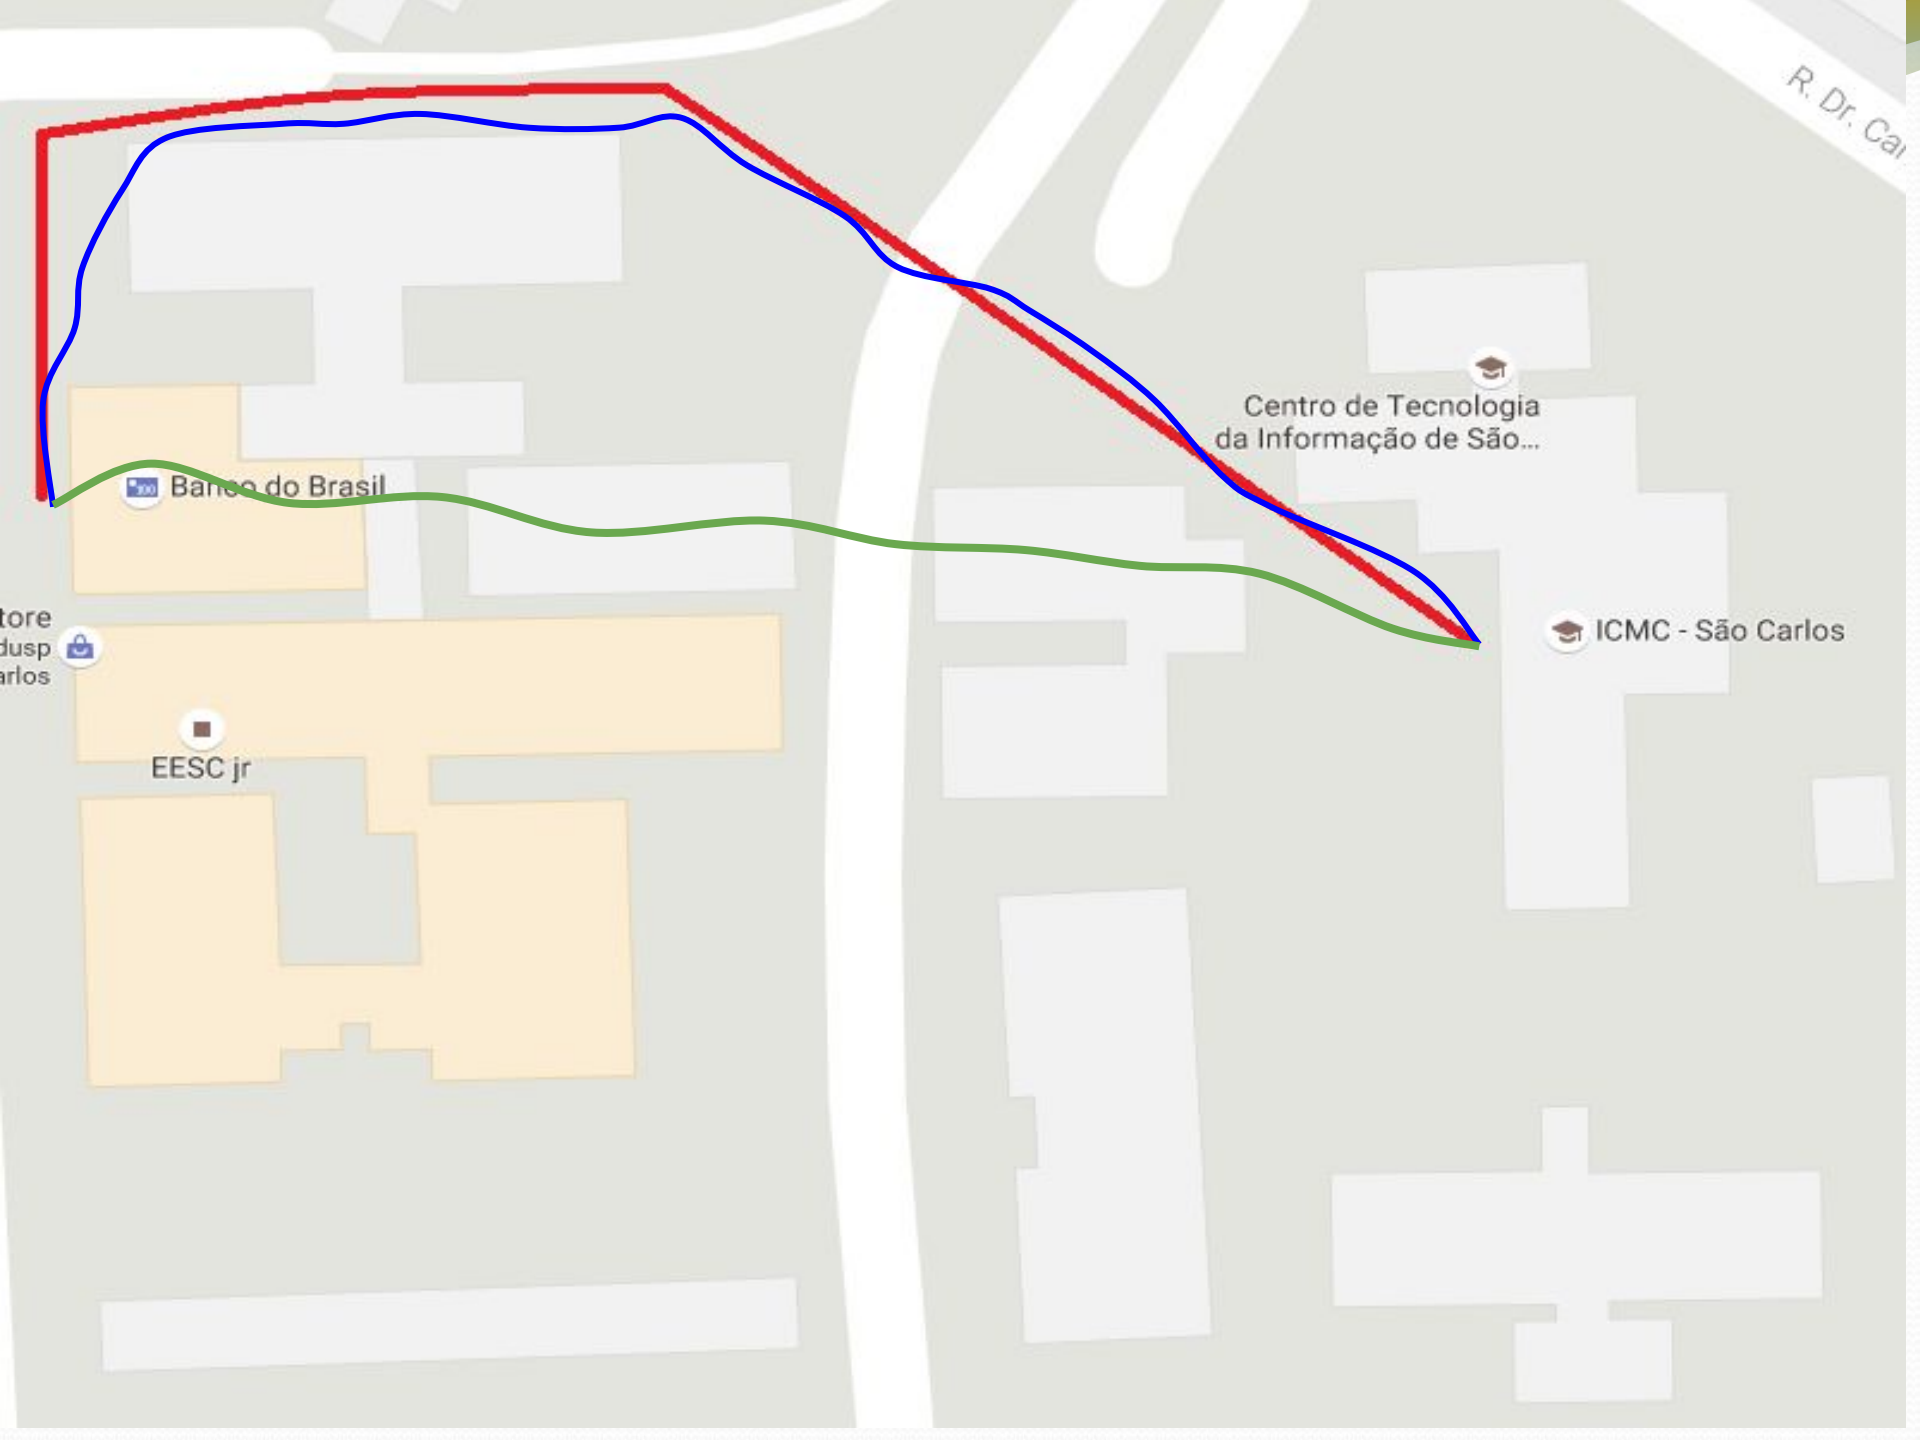 R. Dr. Car
Centro de Tecnologia
da Informação de São...
Banco do Brasil
tore
dusp
arlos
ICMC - São Carlos
EESC jr